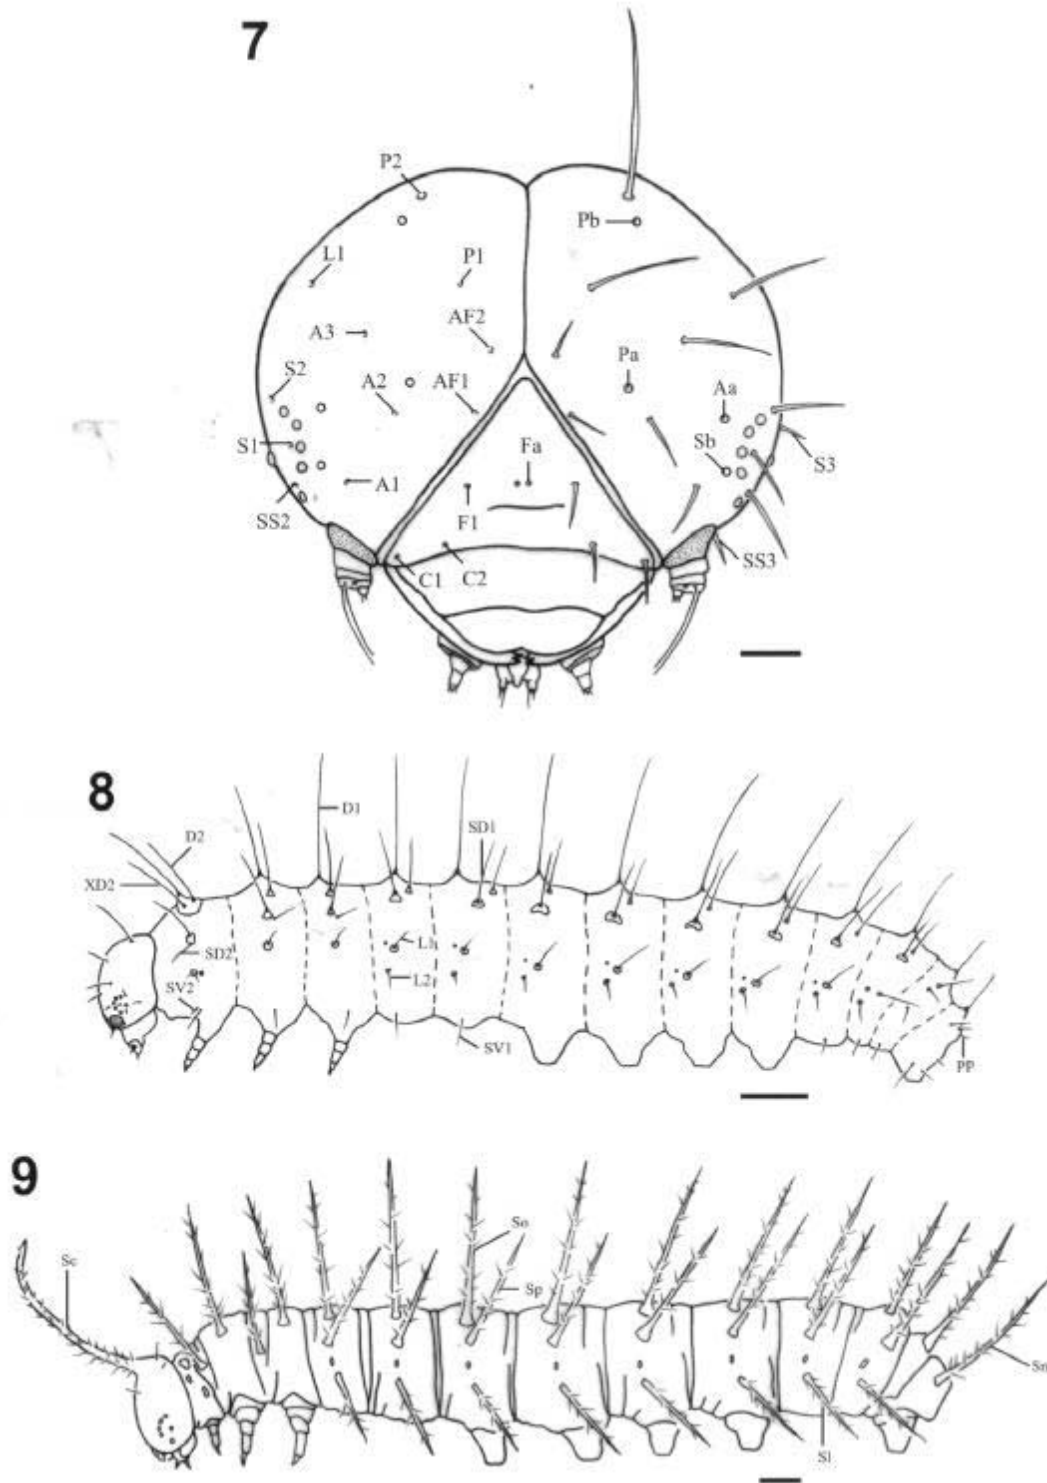 7
P2
Pb
L1
P1
A3
AF2
Pa
S2
A2
AF1
Aa
S1
Fa
Sb
S3
A1
SS2
F1
SS3
C1
C2
8
D1
SD1
D2
XD2
L1
SD2
L2
SV2
SV1
PP
9
So
Sc
Sp
Sn
Sl